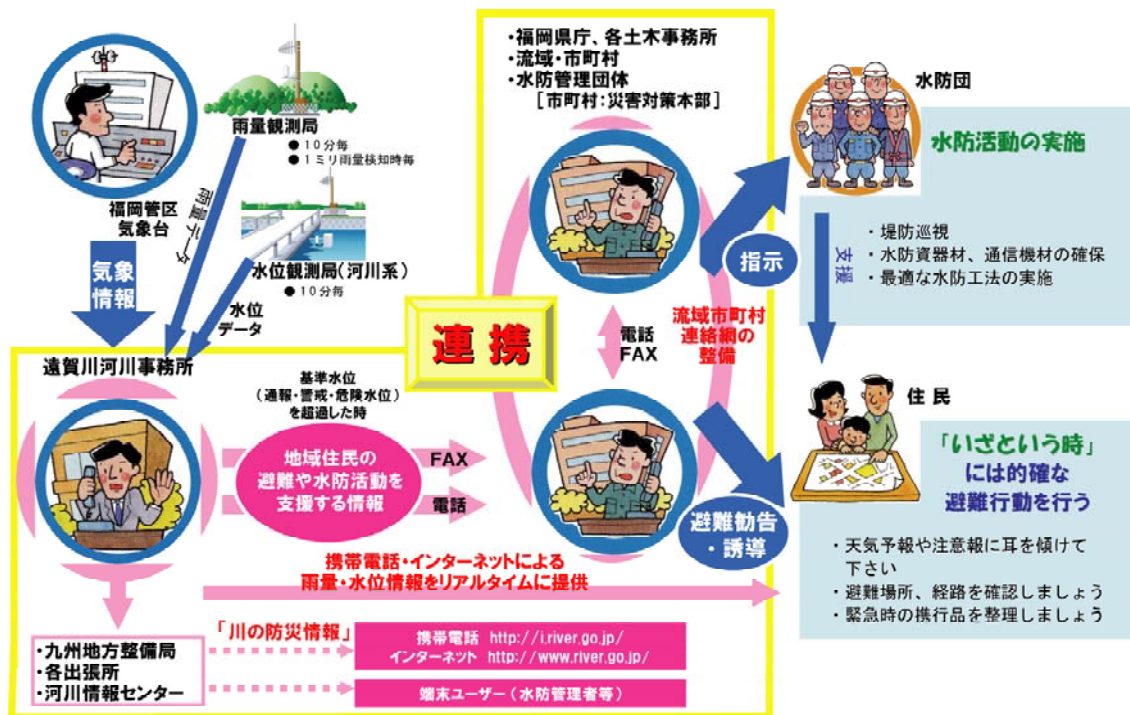 福岡管区
気象台
気象
情報
雨量観測局
●10分毎
●1ミリ雨量検知時毎
雨量データ
水位観測局(河川系)
●10分毎
水位
データ
・福岡県庁、各土木事務所
・流域・市町村
・水防管理団体
[市町村:災害対策本部]
連携
電話
FAX
流域市町村
連絡網の
整備
指示
避難勧告
・誘導
水防団
水防活動の実施
・堤防巡視
・水防資器材、通信機材の確保
・最適な水防工法の実施
支援
住民
「いざという時」
には的確な
避難行動を行う
・天気予報や注意報に耳を傾けて
下さい
・避難場所、経路を確認しましょう
・緊急時の携行品を整理しましょう
遠賀川河川事務所
基準水位
(通報・警戒・危険水位)
を超過した時
地域住民の
避難や水防活動を
支援する情報
FAX
電話
携帯電話・インターネットによる
雨量・水位情報をリアルタイムに提供
・九州地方整備局
・各出張所
・河川情報センター
「川の防災情報」
携帯電話 http://i.river.go.jp/
インターネット http://www.river.go.jp/
端末ユーザー(水防管理者等)